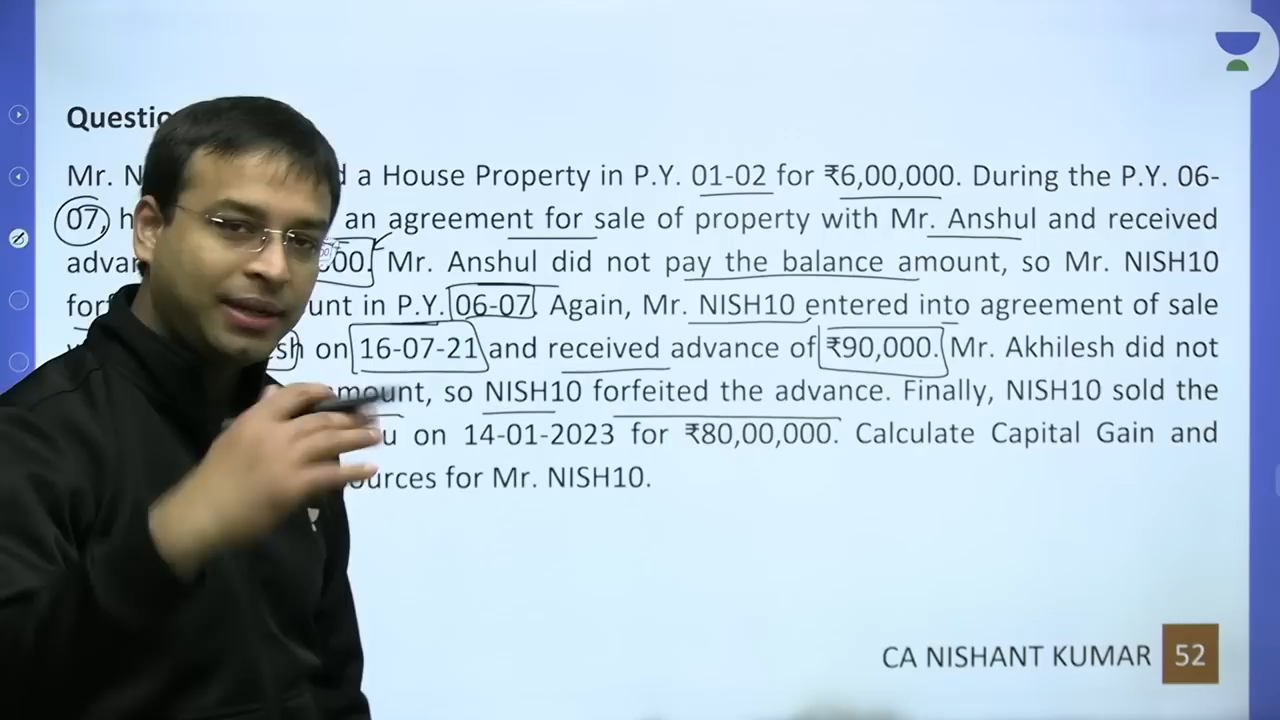 Questio
Mr. N d a House Property in P.Y. 01-02 for ₹6,00,000. During the P.Y. 06-
07, h an agreement for sale of property with Mr. Anshul and received
advan 00. Mr. Anshul did not pay the balance amount, so Mr. NISH10
forf unt in P.Y. 06-07. Again, Mr. NISH10 entered into agreement of sale
sh on 16-07-21 and received advance of ₹90,000. Mr. Akhilesh did not
mount, so NISH10 forfeited the advance. Finally, NISH10 sold the
u on 14-01-2023 for ₹80,00,000. Calculate Capital Gain and
ources for Mr. NISH10.
CA NISHANT KUMAR 52